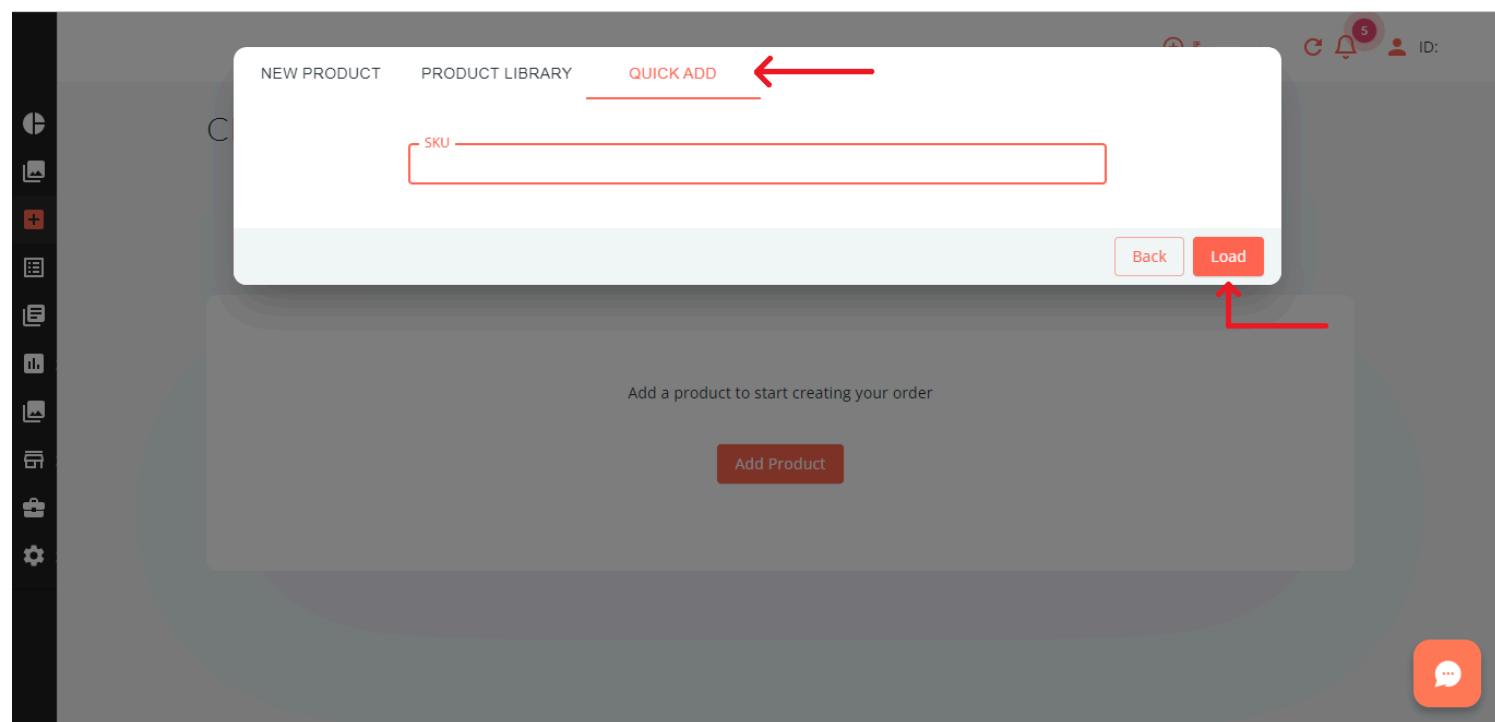 5
ID:
NEW PRODUCT PRODUCT LIBRARY QUICK ADD
C
SKU
Back Load
Add a product to start creating your order
Add Product